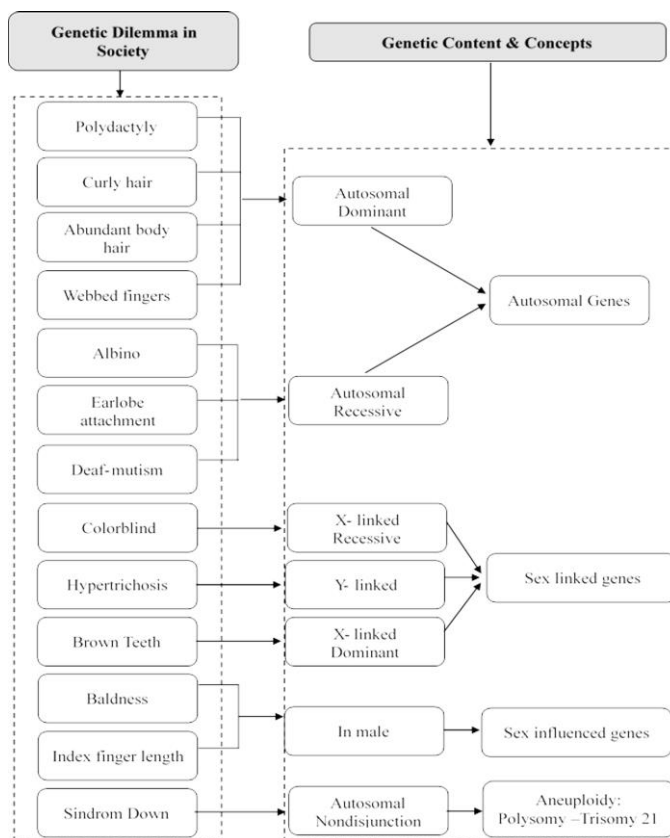 Genetic Dilemma in
Society
Genetic Content & Concepts
Polydactyly
Curly hair
Abundant body
hair
Webbed fingers
Albino
Earlobe
attachment
Deaf-mutism
Colorblind
Hypertrichosis
Brown Teeth
Baldness
Index finger length
Sindrom Down
Autosomal
Dominant
Autosomal
Recessive
X- linked
Recessive
Y- linked
X- linked
Dominant
In male
Autosomal
Nondisjunction
Autosomal Genes
Sex linked genes
Sex influenced genes
Aneuploidy:
Polysomy –Trisomy 21